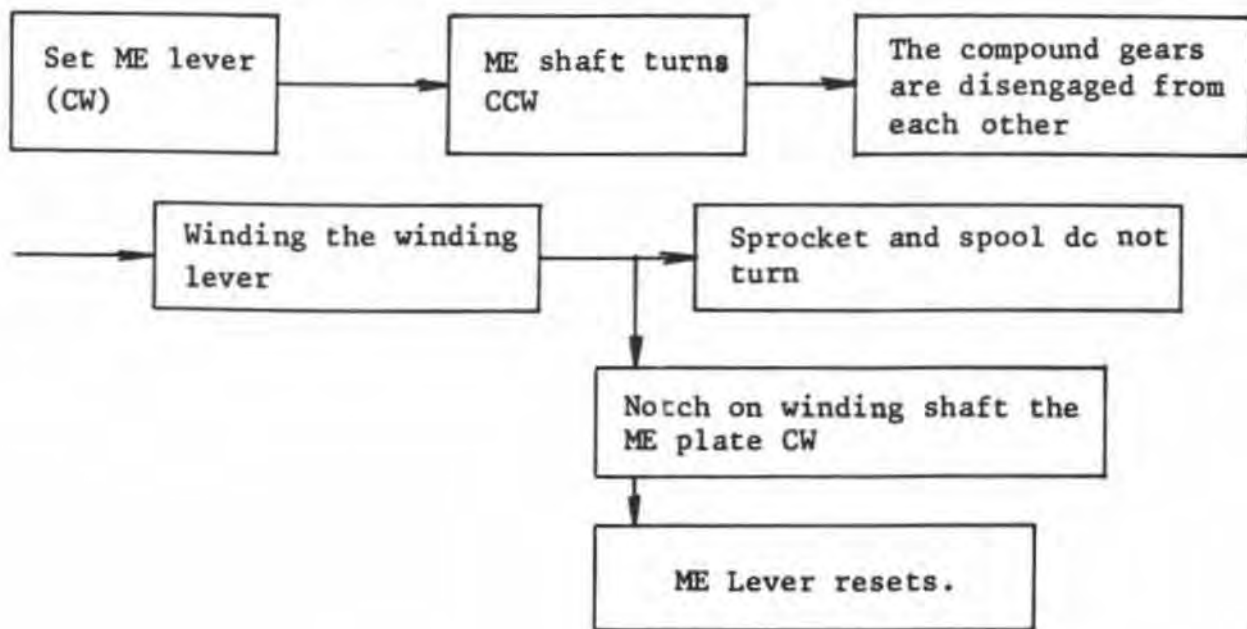 Set ME lever
(CW)
ME shaft turns
CCW
The compound gears
are disengaged from
each other
Winding the winding
lever
Sprocket and spool do not
turn
Notch on winding shaft the
ME plate CW
ME Lever resets.